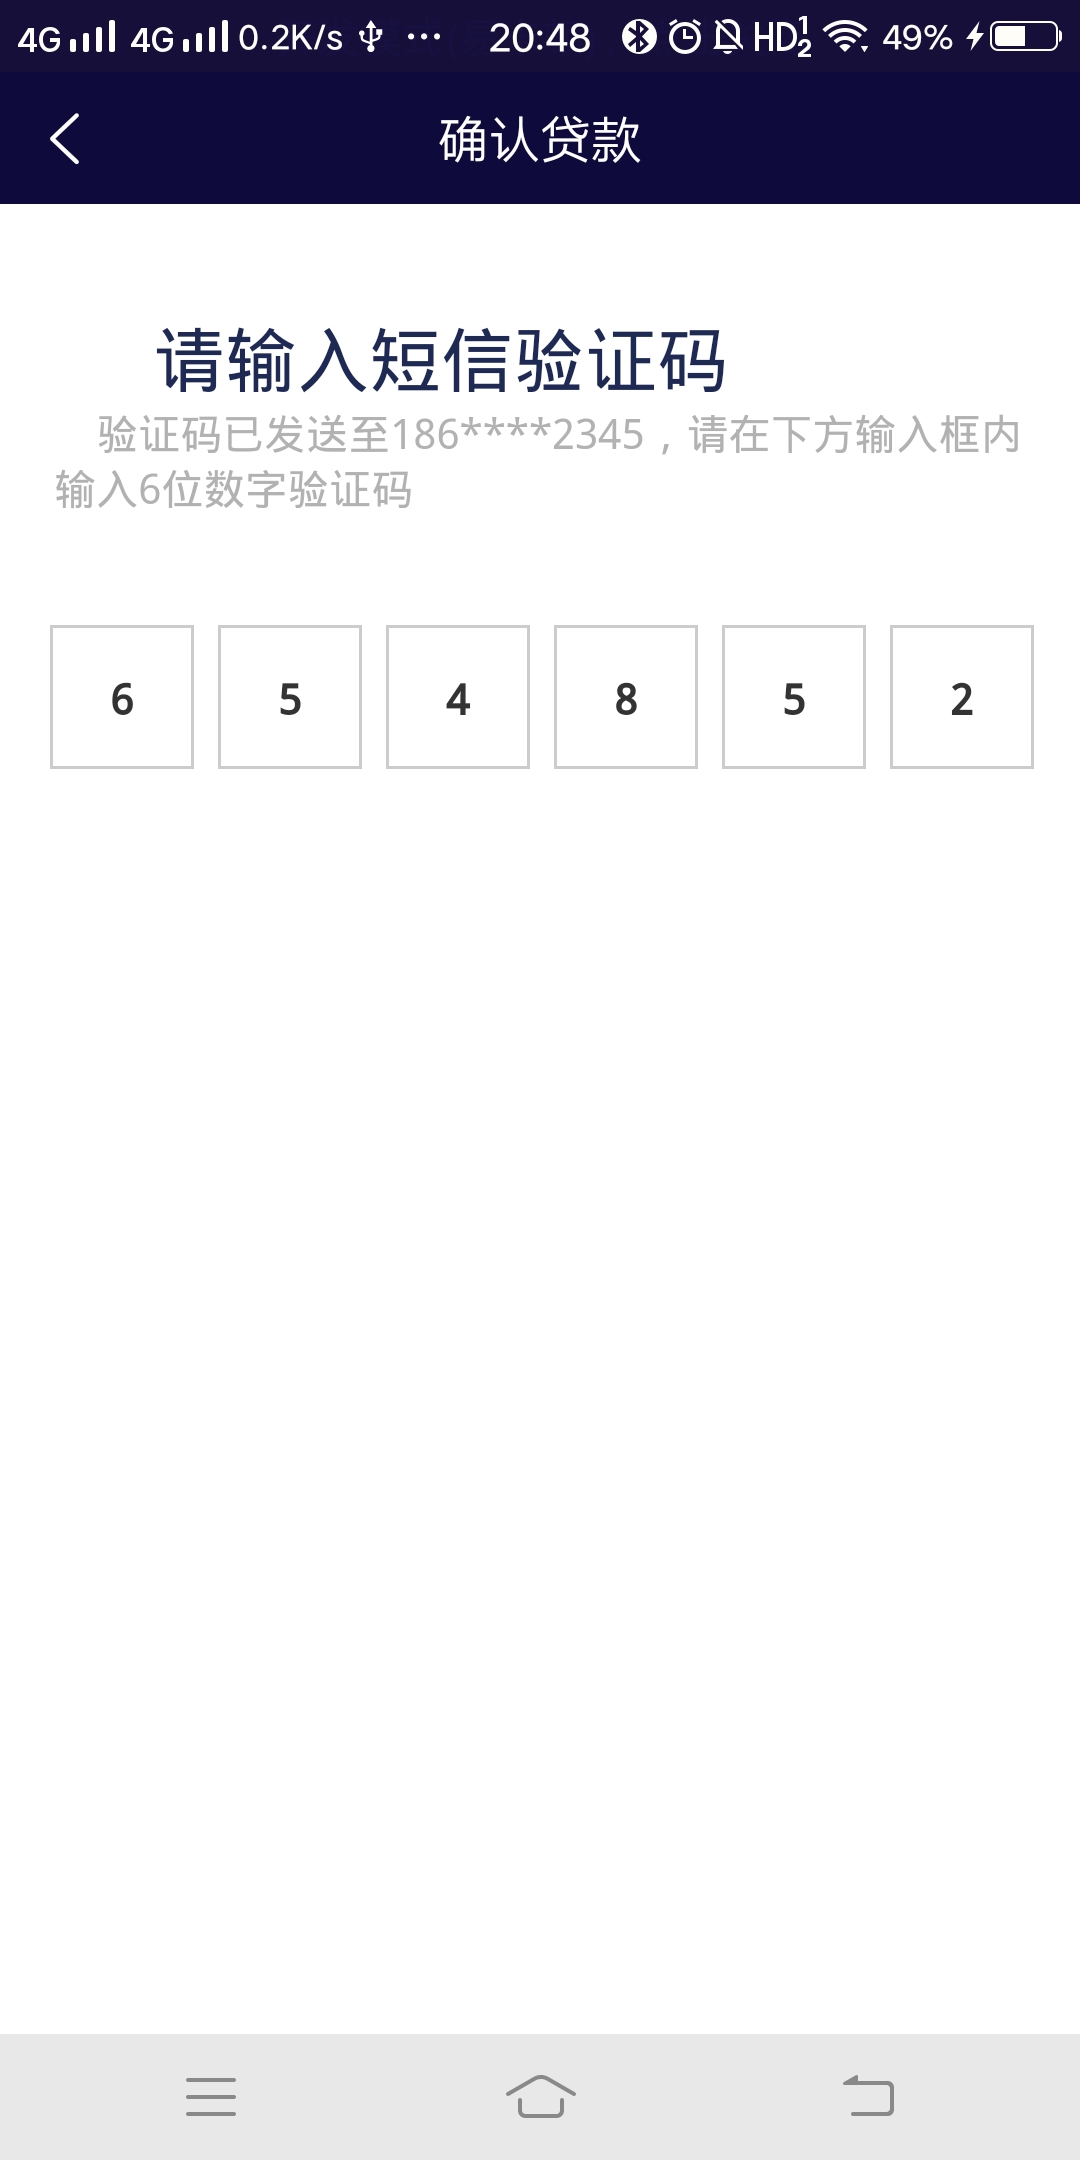 4G 4G 0.2K/s ··· 20:48 HD 1 2 49%
确认贷款
请输入短信验证码
验证码已发送至186****2345，请在下方输入框内
输入6位数字验证码
6 5 4 8 5 2